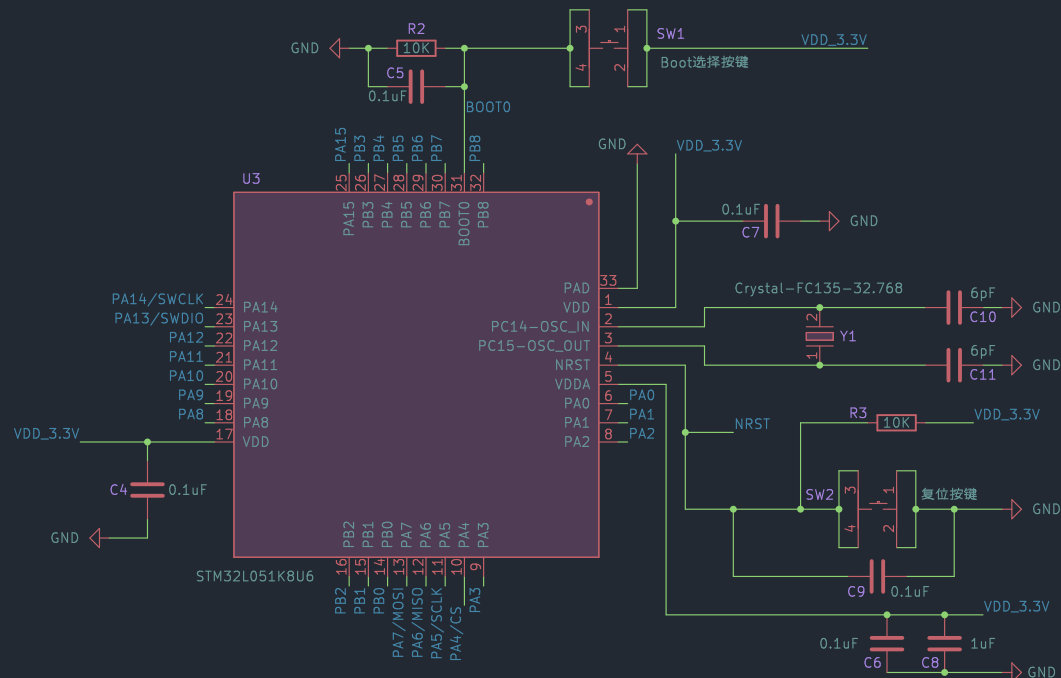 R2
GND
10K
C5
0.1uF
BOOT0
3
4
1
2
SW1
Boot选择按键
VDD_3.3V
PA15
PB3
PB4
PB5
PB6
PB7
PB8
25
26
27
28
29
30
31
32
U3
PA15
PB3
PB4
PB5
PB6
PB7
BOOT0
PB8
GND
VDD_3.3V
0.1uF
C7
GND
PA14/SWCLK
24
PA14
PA13/SWDIO
23
PA13
PA12
22
PA12
PA11
21
PA11
PA10
20
PA10
PA9
19
PA9
PA8
18
PA8
VDD_3.3V
17
VDD
PAD
33
VDD
1
PC14-OSC_IN
2
PC15-OSC_OUT
3
NRST
4
VDDA
5
PA0
6
PA0
PA1
7
PA1
PA2
8
PA2
Crystal-FC135-32.768
2
1
Y1
6pF
C10
GND
6pF
C11
GND
NRST
R3
10K
VDD_3.3V
SW2
3
4
1
2
复位按键
GND
C9
0.1uF
C4
0.1uF
GND
PB2
PB1
PB0
PA7
PA6
PA5
PA4
PA3
16
15
14
13
12
11
10
9
STM32L051K8U6
PB2
PB1
PB0
PA7/MOSI
PA6/MISO
PA5/SCLK
PA4/CS
PA3
VDD_3.3V
0.1uF
C6
C8
1uF
GND